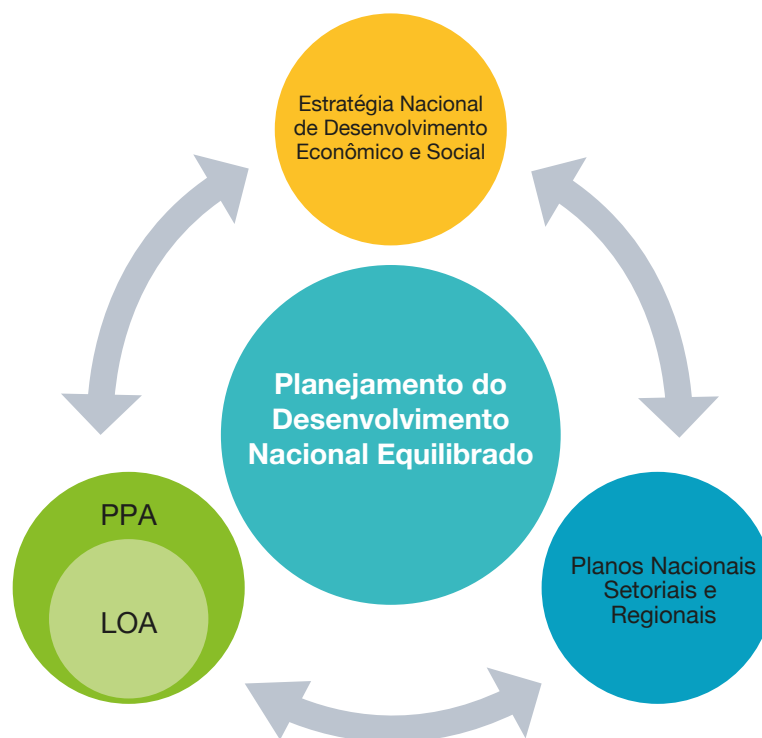 Estratégia Nacional
de Desenvolvimento
Econômico e Social
Planejamento do
Desenvolvimento
Nacional Equilibrado
PPA
LOA
Planos Nacionais
Setoriais e
Regionais